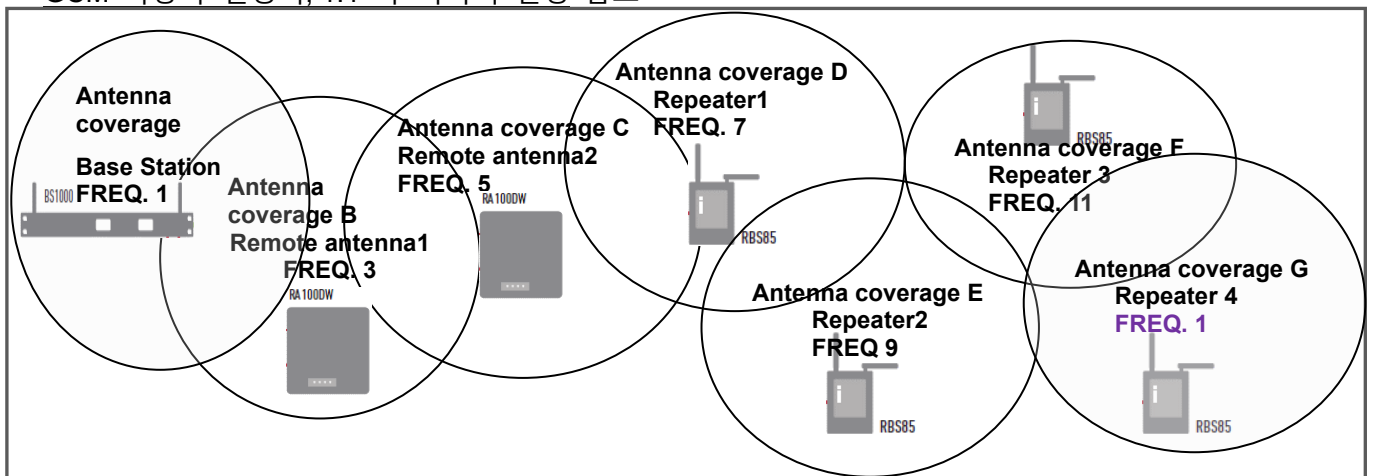 Antenna
coverage
Base Station
FREQ. 1
BS1000
Antenna
coverage B
Remote antenna1
FREQ. 3
RA100DW
Antenna coverage C
Remote antenna2
FREQ. 5
RA100DW
Antenna coverage D
Repeater1
FREQ. 7
RBS85
Antenna coverage E
Repeater2
FREQ 9
RBS85
RBS85
Antenna coverage F
Repeater 3
FREQ. 11
Antenna coverage G
Repeater 4
FREQ. 1
RBS85